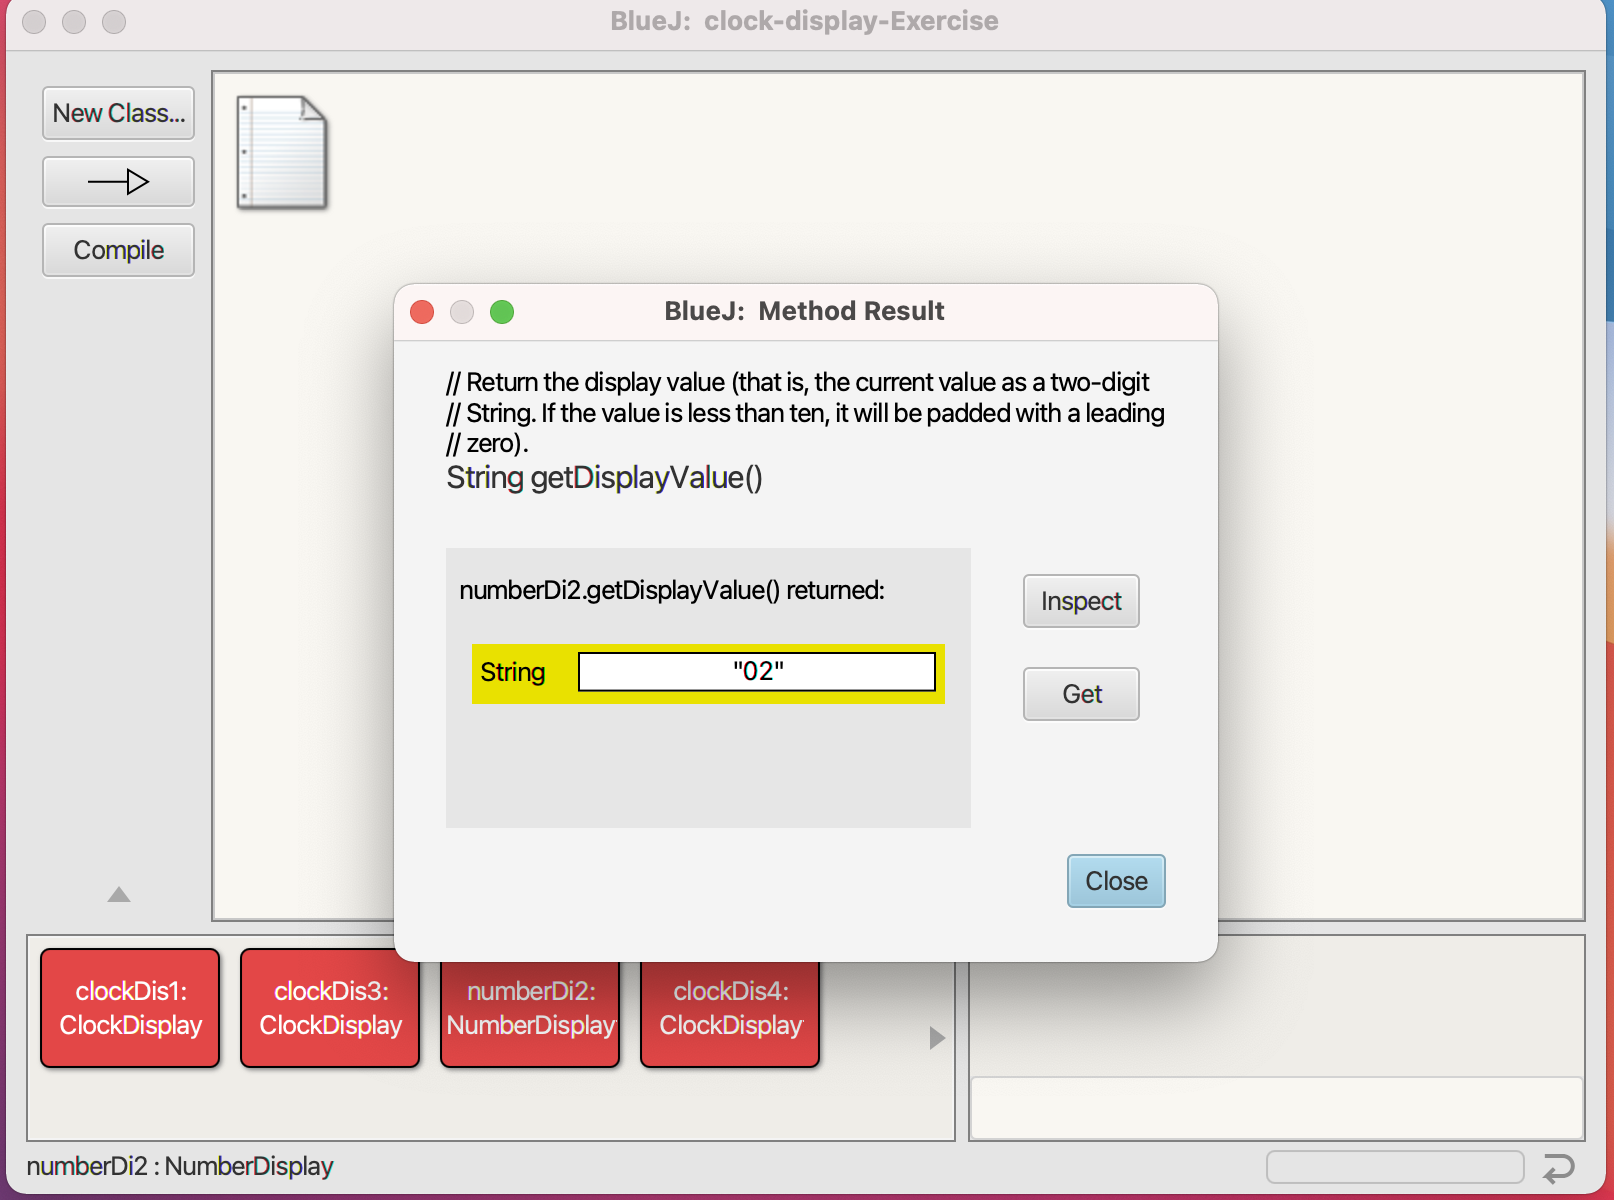 BlueJ:  clock-display-Exercise
New Class...
Compile
BlueJ:  Method Result
// Return the display value (that is, the current value as a two-digit
// String. If the value is less than ten, it will be padded with a leading
// zero).
String getDisplayValue()
numberDi2.getDisplayValue() returned:
String "02"
Inspect
Get
Close
clockDis1:
ClockDisplay
clockDis3:
ClockDisplay
numberDi2:
NumberDisplay
clockDis4:
ClockDisplay
numberDi2 : NumberDisplay